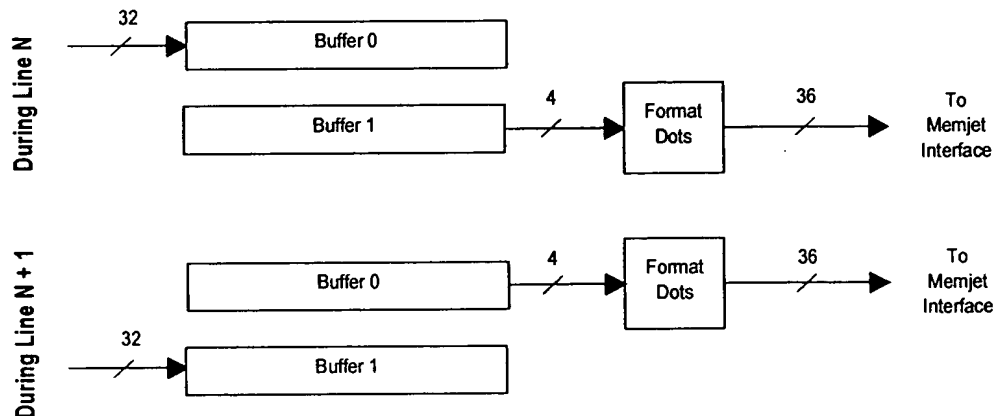 During Line N
32
Buffer 0
Buffer 1
4
Format
Dots
36
To
Memjet
Interface
During Line N + 1
32
Buffer 0
4
Format
Dots
36
To
Memjet
Interface
Buffer 1